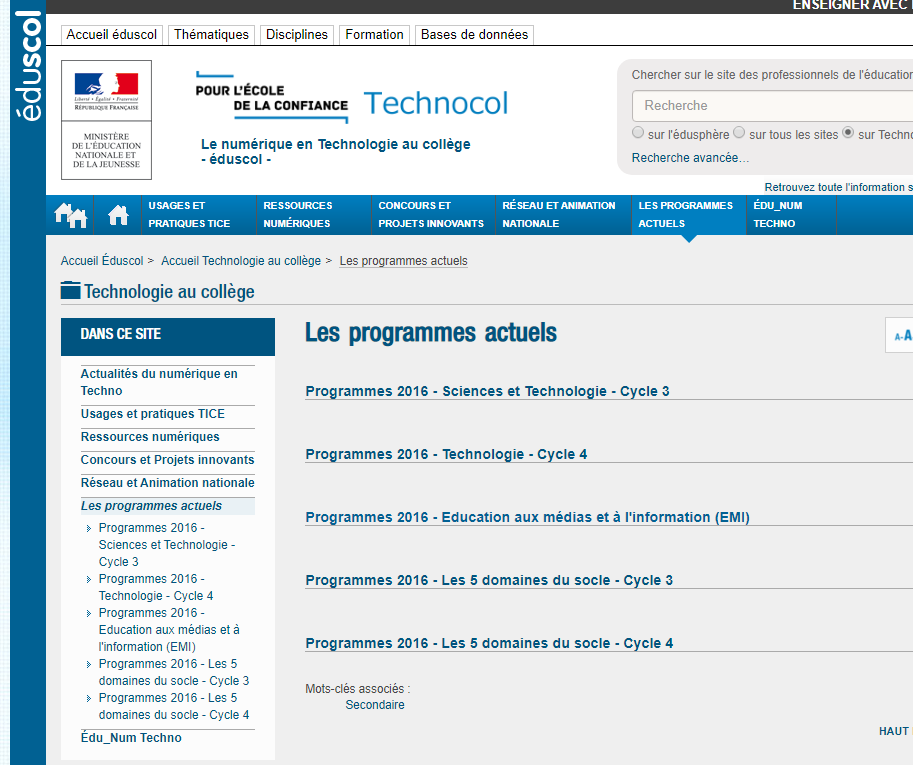 ENSEIGNER AVEC
éduscol
Accueil éduscol
Thématiques
Disciplines
Formation
Bases de données
Liberté • Égalité • Fraternité
RÉPUBLIQUE FRANÇAISE
MINISTÈRE
DE L'ÉDUCATION
NATIONALE ET
DE LA JEUNESSE
POUR L'ÉCOLE
DE LA CONFIANCE
Technocol
Le numérique en Technologie au collège
- éduscol -
Chercher sur le site des professionnels de l'éducation
Recherche
sur l'édusphère sur tous les sites sur Techno
Recherche avancée…
Retrouvez toute l'information s
USAGES ET
PRATIQUES TICE
RESSOURCES
NUMÉRIQUES
CONCOURS ET
PROJETS INNOVANTS
RÉSEAU ET ANIMATION
NATIONALE
LES PROGRAMMES
ACTUELS
ÉDU_NUM
TECHNO
Accueil Éduscol > Accueil Technologie au collège > Les programmes actuels
Technologie au collège
DANS CE SITE
Actualités du numérique en
Techno
Usages et pratiques TICE
Ressources numériques
Concours et Projets innovants
Réseau et Animation nationale
Les programmes actuels
Programmes 2016 -
Sciences et Technologie -
Cycle 3
Programmes 2016 -
Technologie - Cycle 4
Programmes 2016 -
Education aux médias et à
l'information (EMI)
Programmes 2016 - Les 5
domaines du socle - Cycle 3
Programmes 2016 - Les 5
domaines du socle - Cycle 4
Édu_Num Techno
Les programmes actuels
A-A
Programmes 2016 - Sciences et Technologie - Cycle 3
Programmes 2016 - Technologie - Cycle 4
Programmes 2016 - Education aux médias et à l'information (EMI)
Programmes 2016 - Les 5 domaines du socle - Cycle 3
Programmes 2016 - Les 5 domaines du socle - Cycle 4
Mots-clés associés :
Secondaire
HAUT